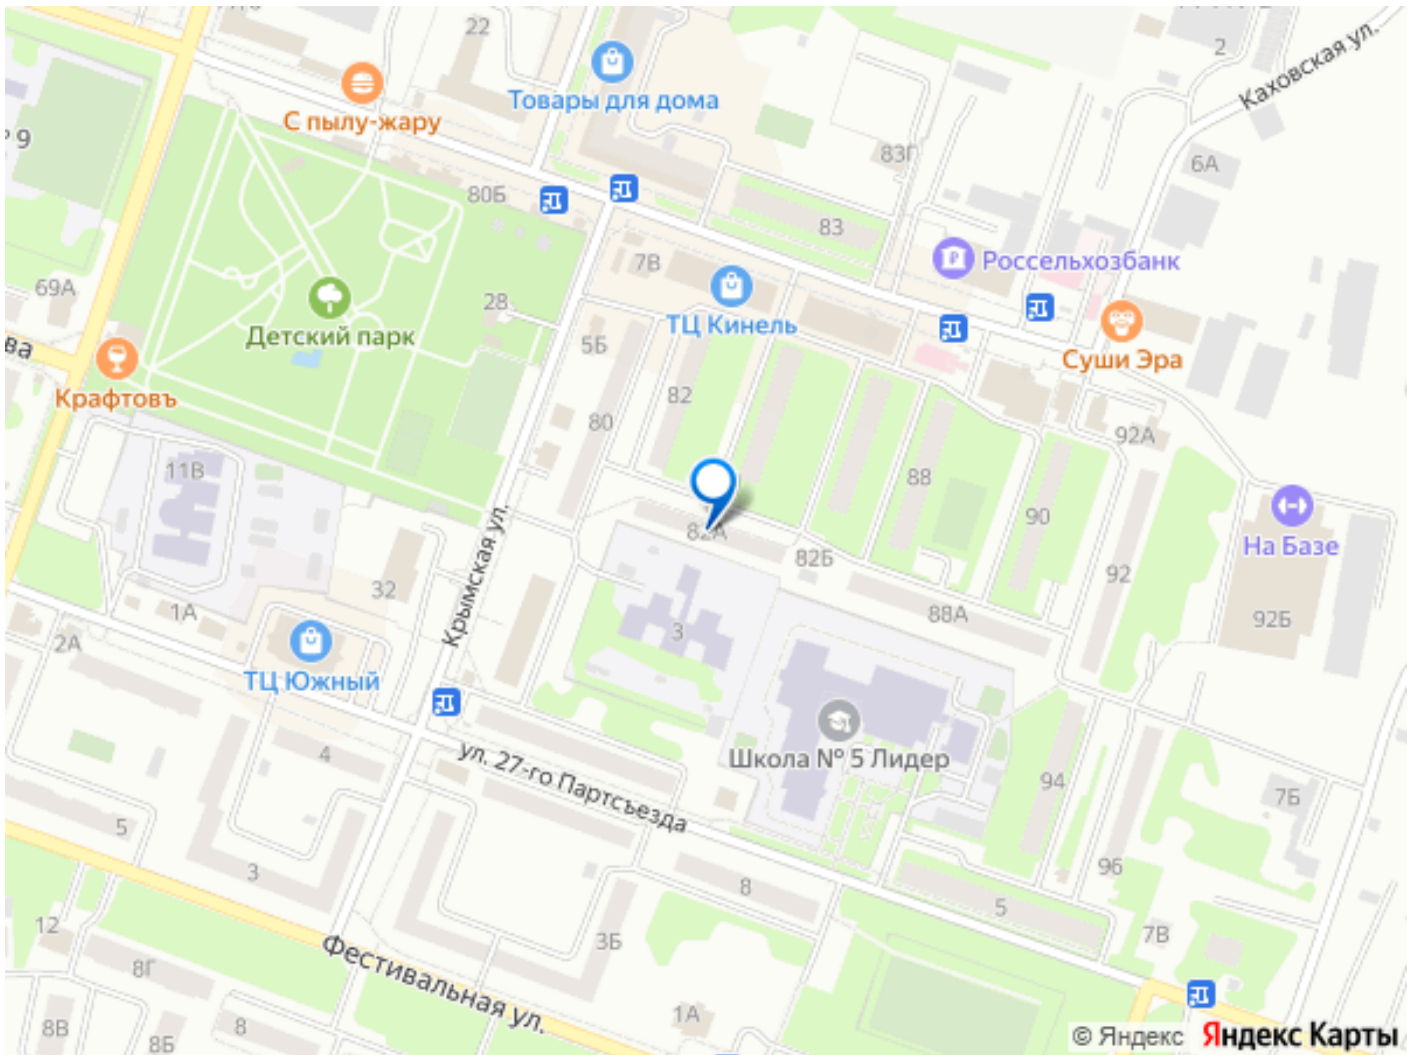 22
2
Каховская ул.
Товары для дома
С пылу-жару
9
83Г
6А
80Б
83
7В
Россельхозбанк
69А
28
Детский парк
ТЦ Кинель
ва
5Б
Суши Эра
Крафтовъ
82
80
92А
11В
88
90
82А
82Б
На Базе
Крымская ул.
92
32
1А
88А
92Б
2А
3
ТЦ Южный
4
ул. 27-го Партсъезда
Школа № 5 Лидер
94
7Б
5
3
96
8
5
12
3Б
7В
8Г
Фестивальная ул.
1А
8В
8Б
8
© Яндекс Яндекс Карты